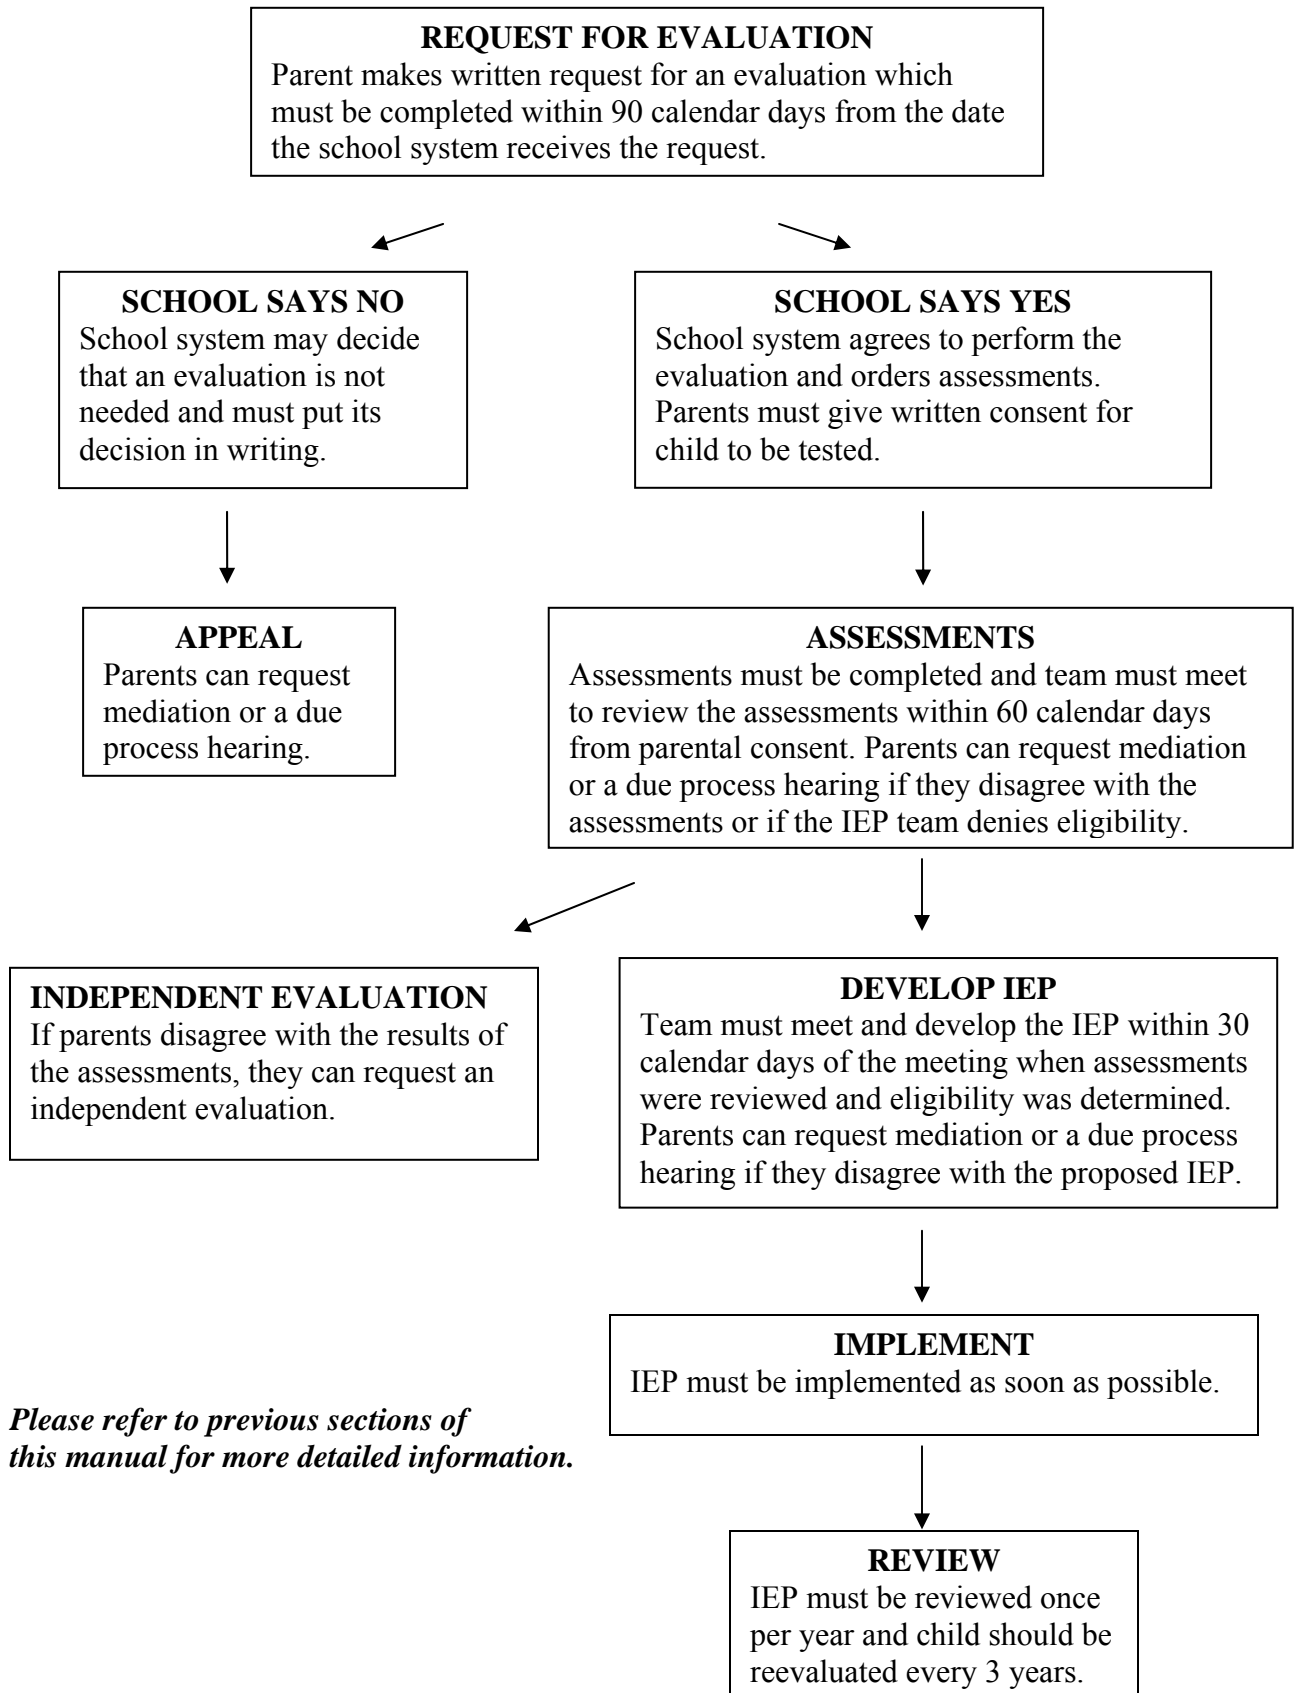 REQUEST FOR EVALUATION
Parent makes written request for an evaluation which
must be completed within 90 calendar days from the date
the school system receives the request.
SCHOOL SAYS NO
School system may decide
that an evaluation is not
needed and must put its
decision in writing.
SCHOOL SAYS YES
School system agrees to perform the
evaluation and orders assessments.
Parents must give written consent for
child to be tested.
APPEAL
Parents can request
mediation or a due
process hearing.
ASSESSMENTS
Assessments must be completed and team must meet
to review the assessments within 60 calendar days
from parental consent. Parents can request mediation
or a due process hearing if they disagree with the
assessments or if the IEP team denies eligibility.
INDEPENDENT EVALUATION
If parents disagree with the results of
the assessments, they can request an
independent evaluation.
DEVELOP IEP
Team must meet and develop the IEP within 30
calendar days of the meeting when assessments
were reviewed and eligibility was determined.
Parents can request mediation or a due process
hearing if they disagree with the proposed IEP.
IMPLEMENT
IEP must be implemented as soon as possible.
Please refer to previous sections of
this manual for more detailed information.
REVIEW
IEP must be reviewed once
per year and child should be
reevaluated every 3 years.